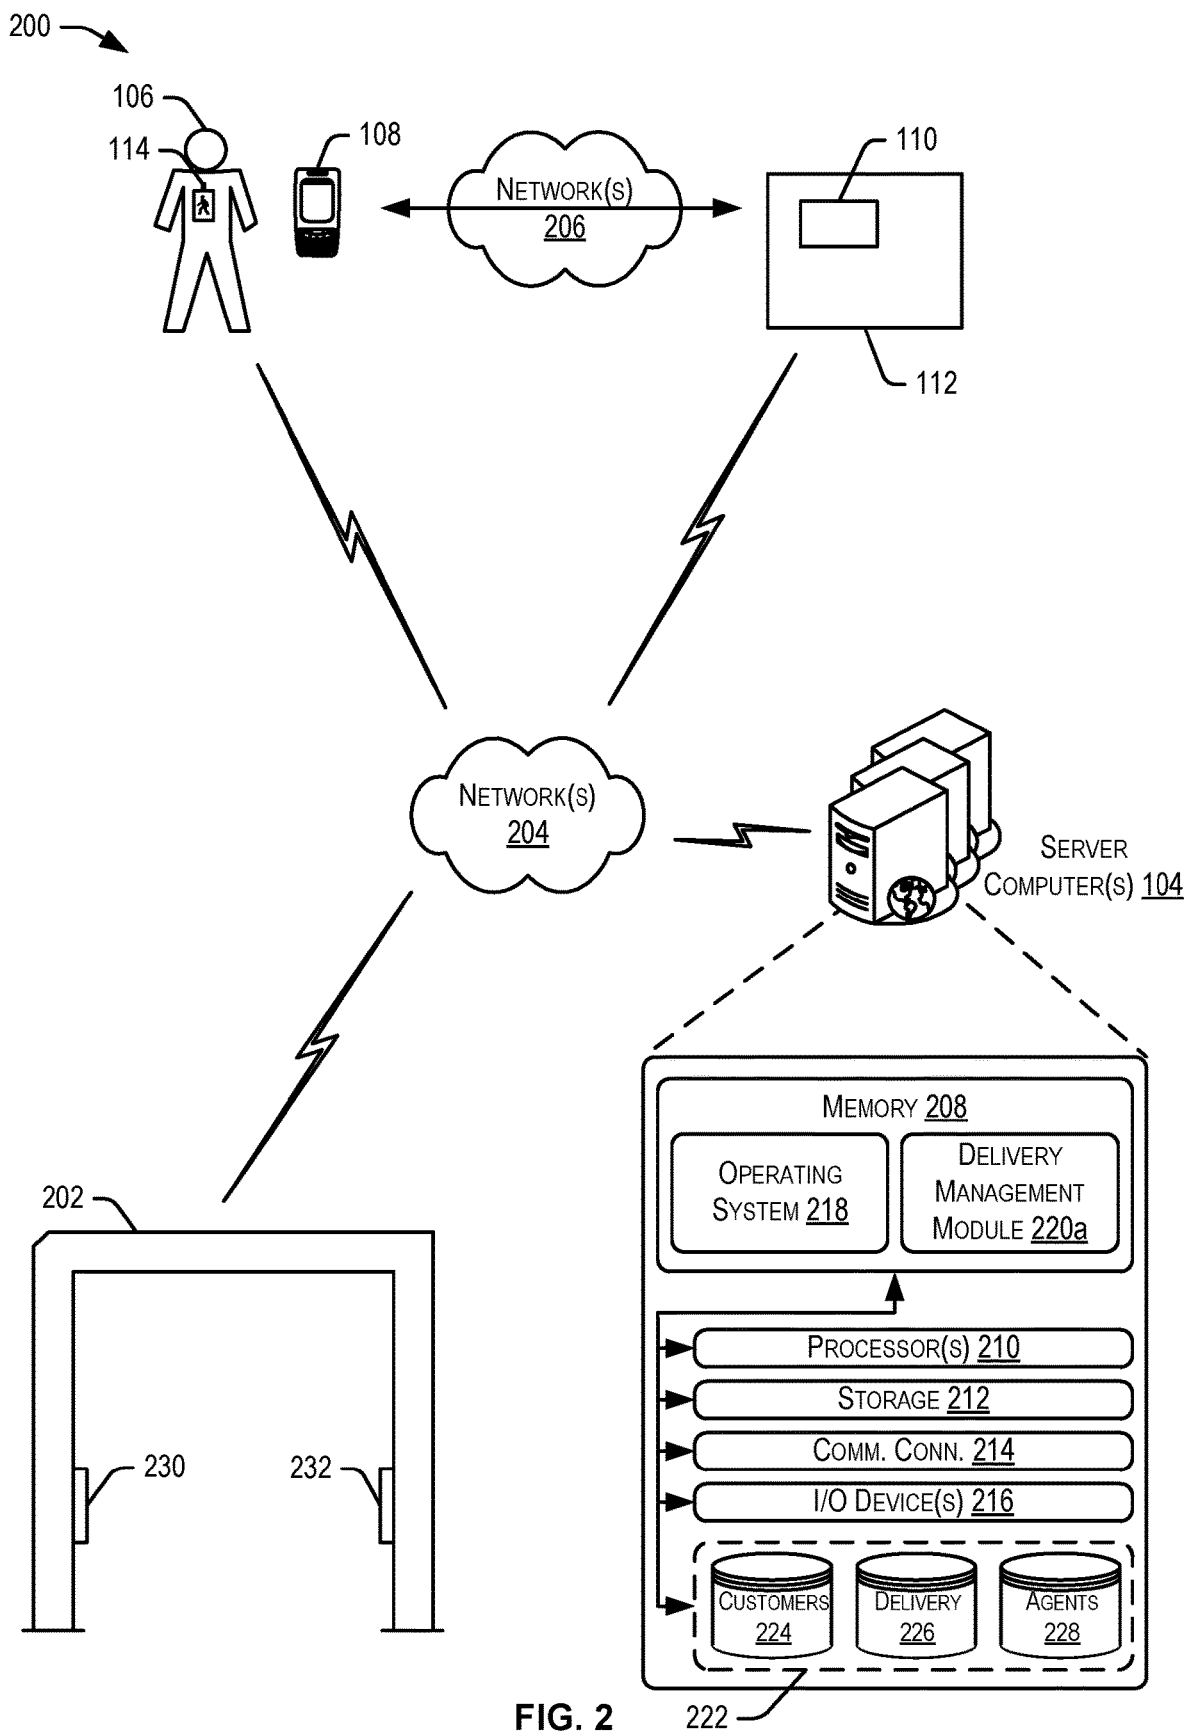 200
106
114
108
NETWORK(S)
206
110
112
NETWORK(S)
204
SERVER
COMPUTER(S) 104
MEMORY 208
OPERATING
SYSTEM 218
DELIVERY
MANAGEMENT
MODULE 220a
202
PROCESSOR(S) 210
STORAGE 212
COMM. CONN. 214
I/O DEVICE(S) 216
230
232
CUSTOMERS
224
DELIVERY
226
AGENTS
228
222
FIG. 2